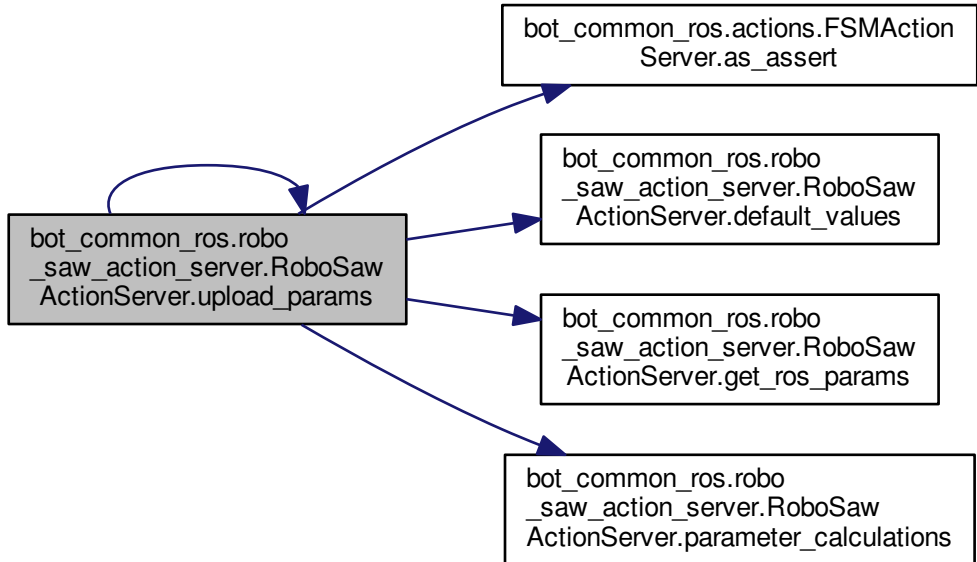 bot_common_ros.actions.FSMAction
Server.as_assert
bot_common_ros.robo
_saw_action_server.RoboSaw
ActionServer.default_values
bot_common_ros.robo
_saw_action_server.RoboSaw
ActionServer.upload_params
bot_common_ros.robo
_saw_action_server.RoboSaw
ActionServer.get_ros_params
bot_common_ros.robo
_saw_action_server.RoboSaw
ActionServer.parameter_calculations